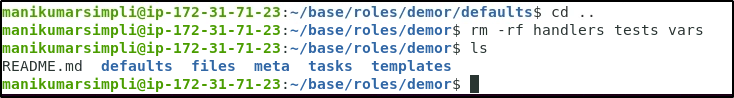 manikumarsimpli@ip-172-31-71-23:~/base/roles/demor/defaults$ cd ..
manikumarsimpli@ip-172-31-71-23:~/base/roles/demor$ rm -rf handlers tests vars
manikumarsimpli@ip-172-31-71-23:~/base/roles/demor$ ls
README.md  defaults  files  meta  tasks  templates
manikumarsimpli@ip-172-31-71-23:~/base/roles/demor$